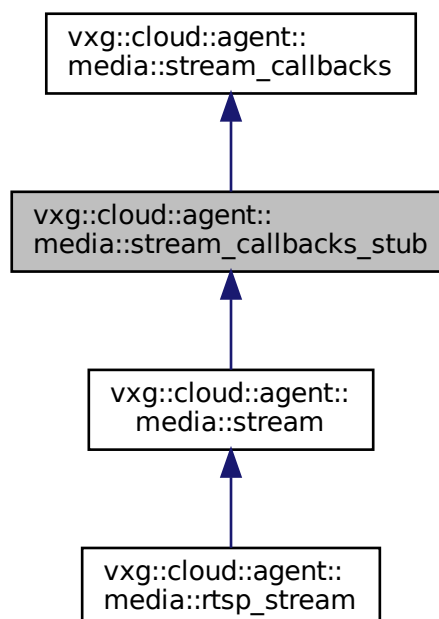 vxg::cloud::agent::
media::stream_callbacks
vxg::cloud::agent::
media::stream_callbacks_stub
vxg::cloud::agent::
media::stream
vxg::cloud::agent::
media::rtsp_stream